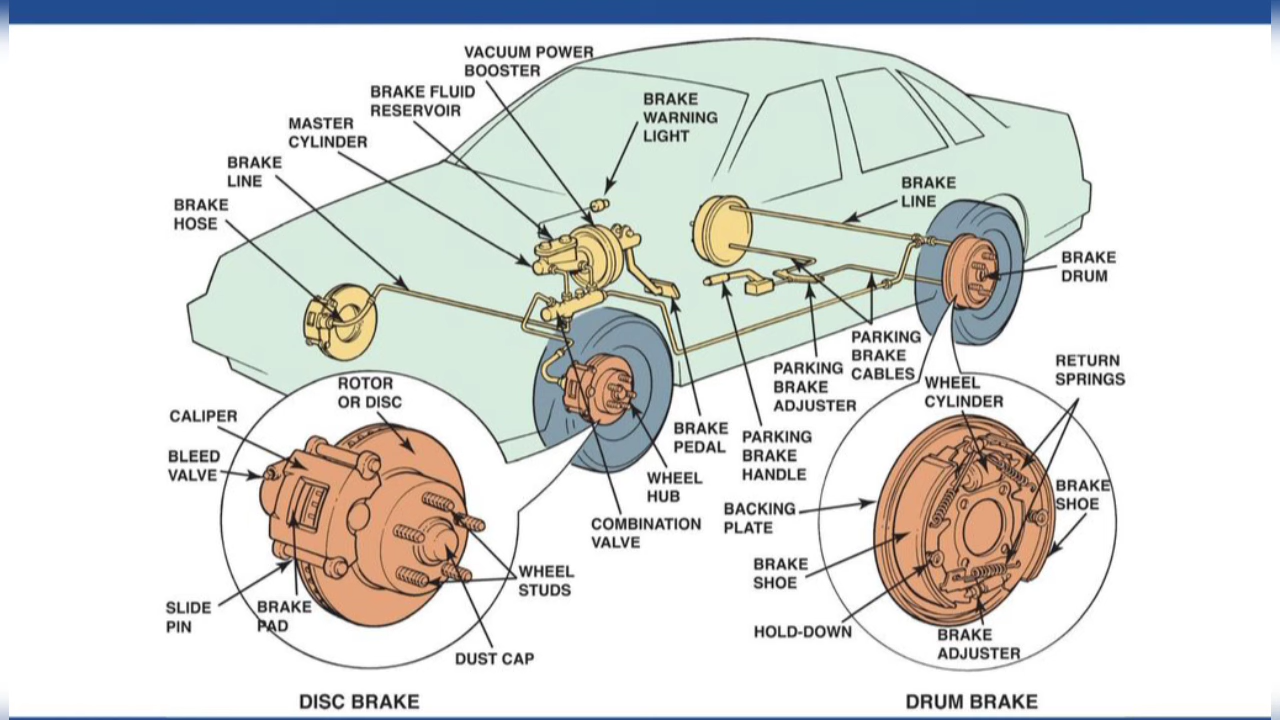 VACUUM POWER
BOOSTER
BRAKE FLUID
RESERVOIR
BRAKE
WARNING
LIGHT
MASTER
CYLINDER
BRAKE
LINE
BRAKE
HOSE
BRAKE
LINE
BRAKE
DRUM
PARKING
BRAKE
CABLES
PARKING
BRAKE
ADJUSTER
RETURN
SPRINGS
WHEEL
CYLINDER
ROTOR
OR DISC
CALIPER
BLEED
VALVE
BRAKE
PEDAL
PARKING
BRAKE
HANDLE
WHEEL
HUB
BRAKE
SHOE
BACKING
PLATE
COMBINATION
VALVE
BRAKE
SHOE
WHEEL
STUDS
SLIDE
PIN
BRAKE
PAD
HOLD-DOWN
BRAKE
ADJUSTER
DUST CAP
DISC BRAKE
DRUM BRAKE